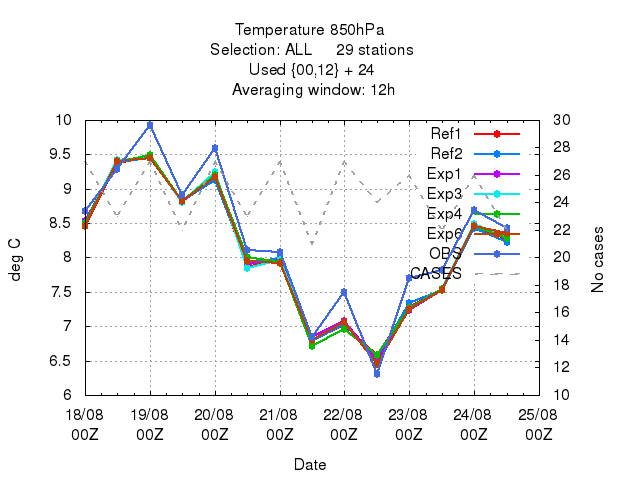 Temperature 850hPa
Selection: ALL 29 stations
Used {00,12} + 24
Averaging window: 12h
deg C
10
9.5
9
8.5
8
7.5
7
6.5
6
30
28
26
24
22
20
18
16
14
12
10
No cases
Ref1
Ref2
Exp1
Exp3
Exp4
Exp6
OBS
CASES
18/08 19/08 20/08 21/08 22/08 23/08 24/08 25/08
00Z 00Z 00Z 00Z 00Z 00Z 00Z 00Z
Date